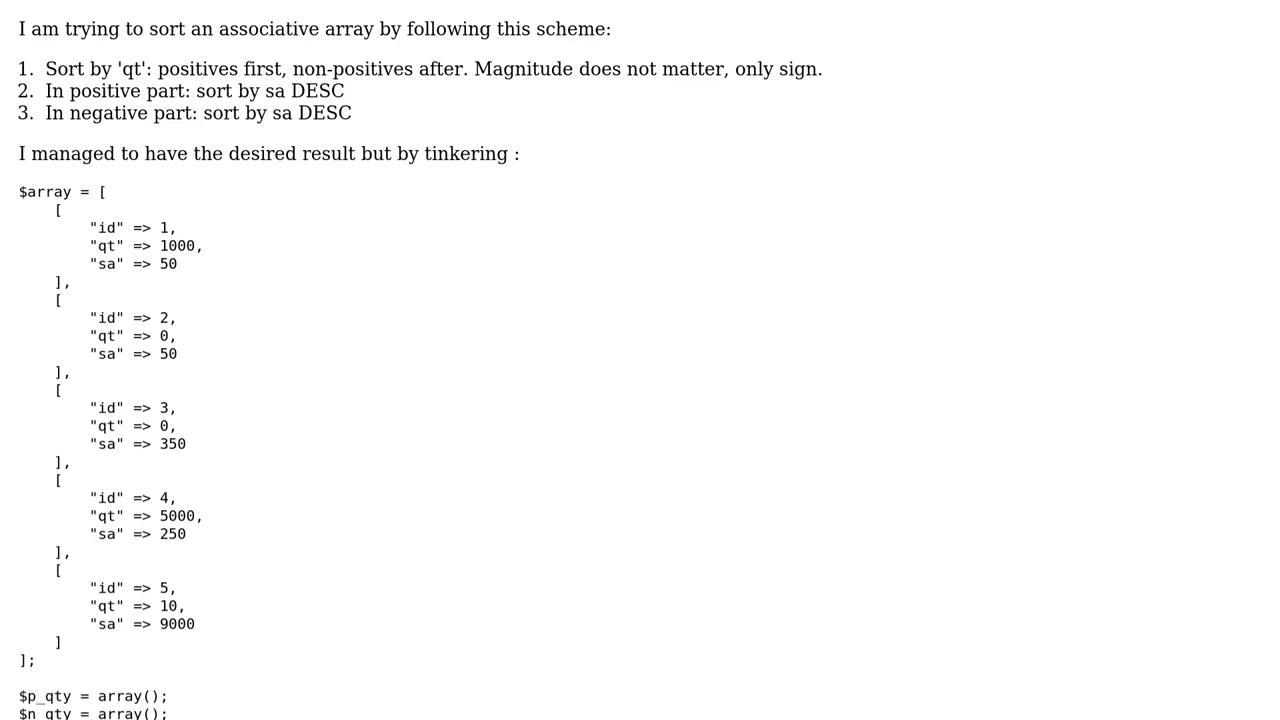 I am trying to sort an associative array by following this scheme:
1. Sort by 'qt': positives first, non-positives after. Magnitude does not matter, only sign.
2. In positive part: sort by sa DESC
3. In negative part: sort by sa DESC
I managed to have the desired result but by tinkering :
$array = [
    [
        "id" => 1,
        "qt" => 1000,
        "sa" => 50
    ],
    [
        "id" => 2,
        "qt" => 0,
        "sa" => 50
    ],
    [
        "id" => 3,
        "qt" => 0,
        "sa" => 350
    ],
    [
        "id" => 4,
        "qt" => 5000,
        "sa" => 250
    ],
    [
        "id" => 5,
        "qt" => 10,
        "sa" => 9000
    ]
];
$p_qty = array();
$n_qty = array();